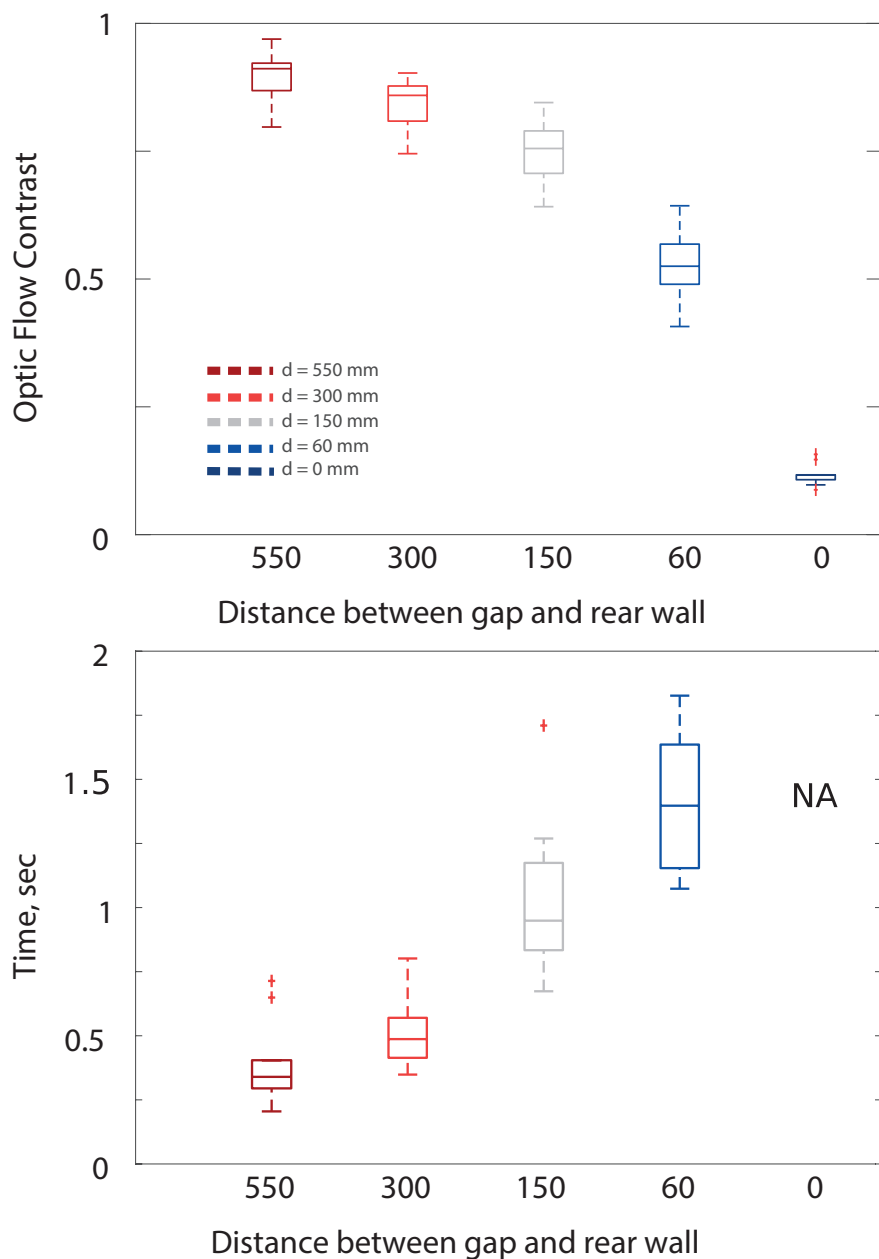 1
0.5
0
Optic Flow Contrast
d = 550 mm
d = 300 mm
d = 150 mm
d = 60 mm
d = 0 mm
550 300 150 60 0
Distance between gap and rear wall
2
1.5
1
0.5
0
Time, sec
NA
550 300 150 60 0
Distance between gap and rear wall